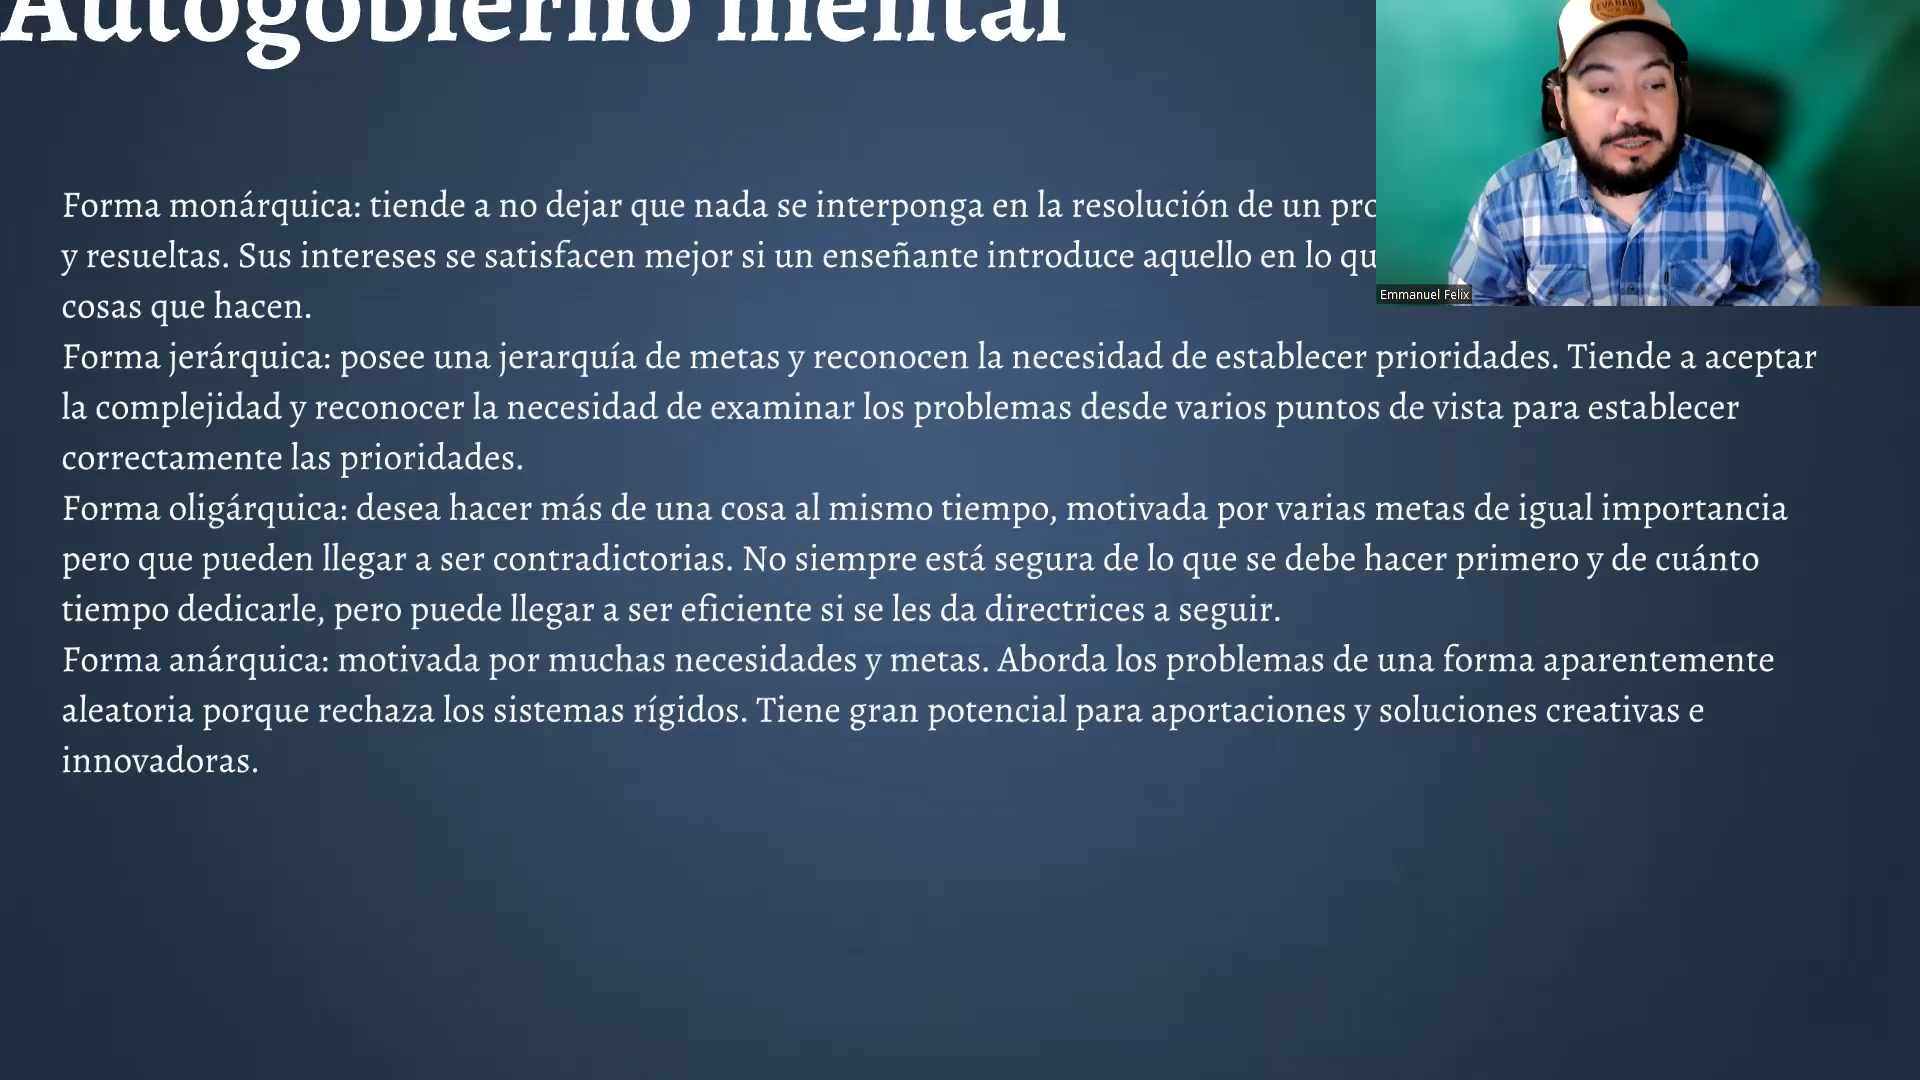 Autogobierno mental
Forma monárquica: tiende a no dejar que nada se interponga en la resolución de un
y resueltas. Sus intereses se satisfacen mejor si un enseñante introduce aquello en lo
cosas que hacen.
Forma jerárquica: posee una jerarquía de metas y reconocen la necesidad de establecer prioridades. Tiende a aceptar
la complejidad y reconocer la necesidad de examinar los problemas desde varios puntos de vista para establecer
correctamente las prioridades.
Forma oligárquica: desea hacer más de una cosa al mismo tiempo, motivada por varias metas de igual importancia
pero que pueden llegar a ser contradictorias. No siempre está segura de lo que se debe hacer primero y de cuánto
tiempo dedicarle, pero puede llegar a ser eficiente si se les da directrices a seguir.
Forma anárquica: motivada por muchas necesidades y metas. Aborda los problemas de una forma aparentemente
aleatoria porque rechaza los sistemas rígidos. Tiene gran potencial para aportaciones y soluciones creativas e
innovadoras.
Emmanuel Felix